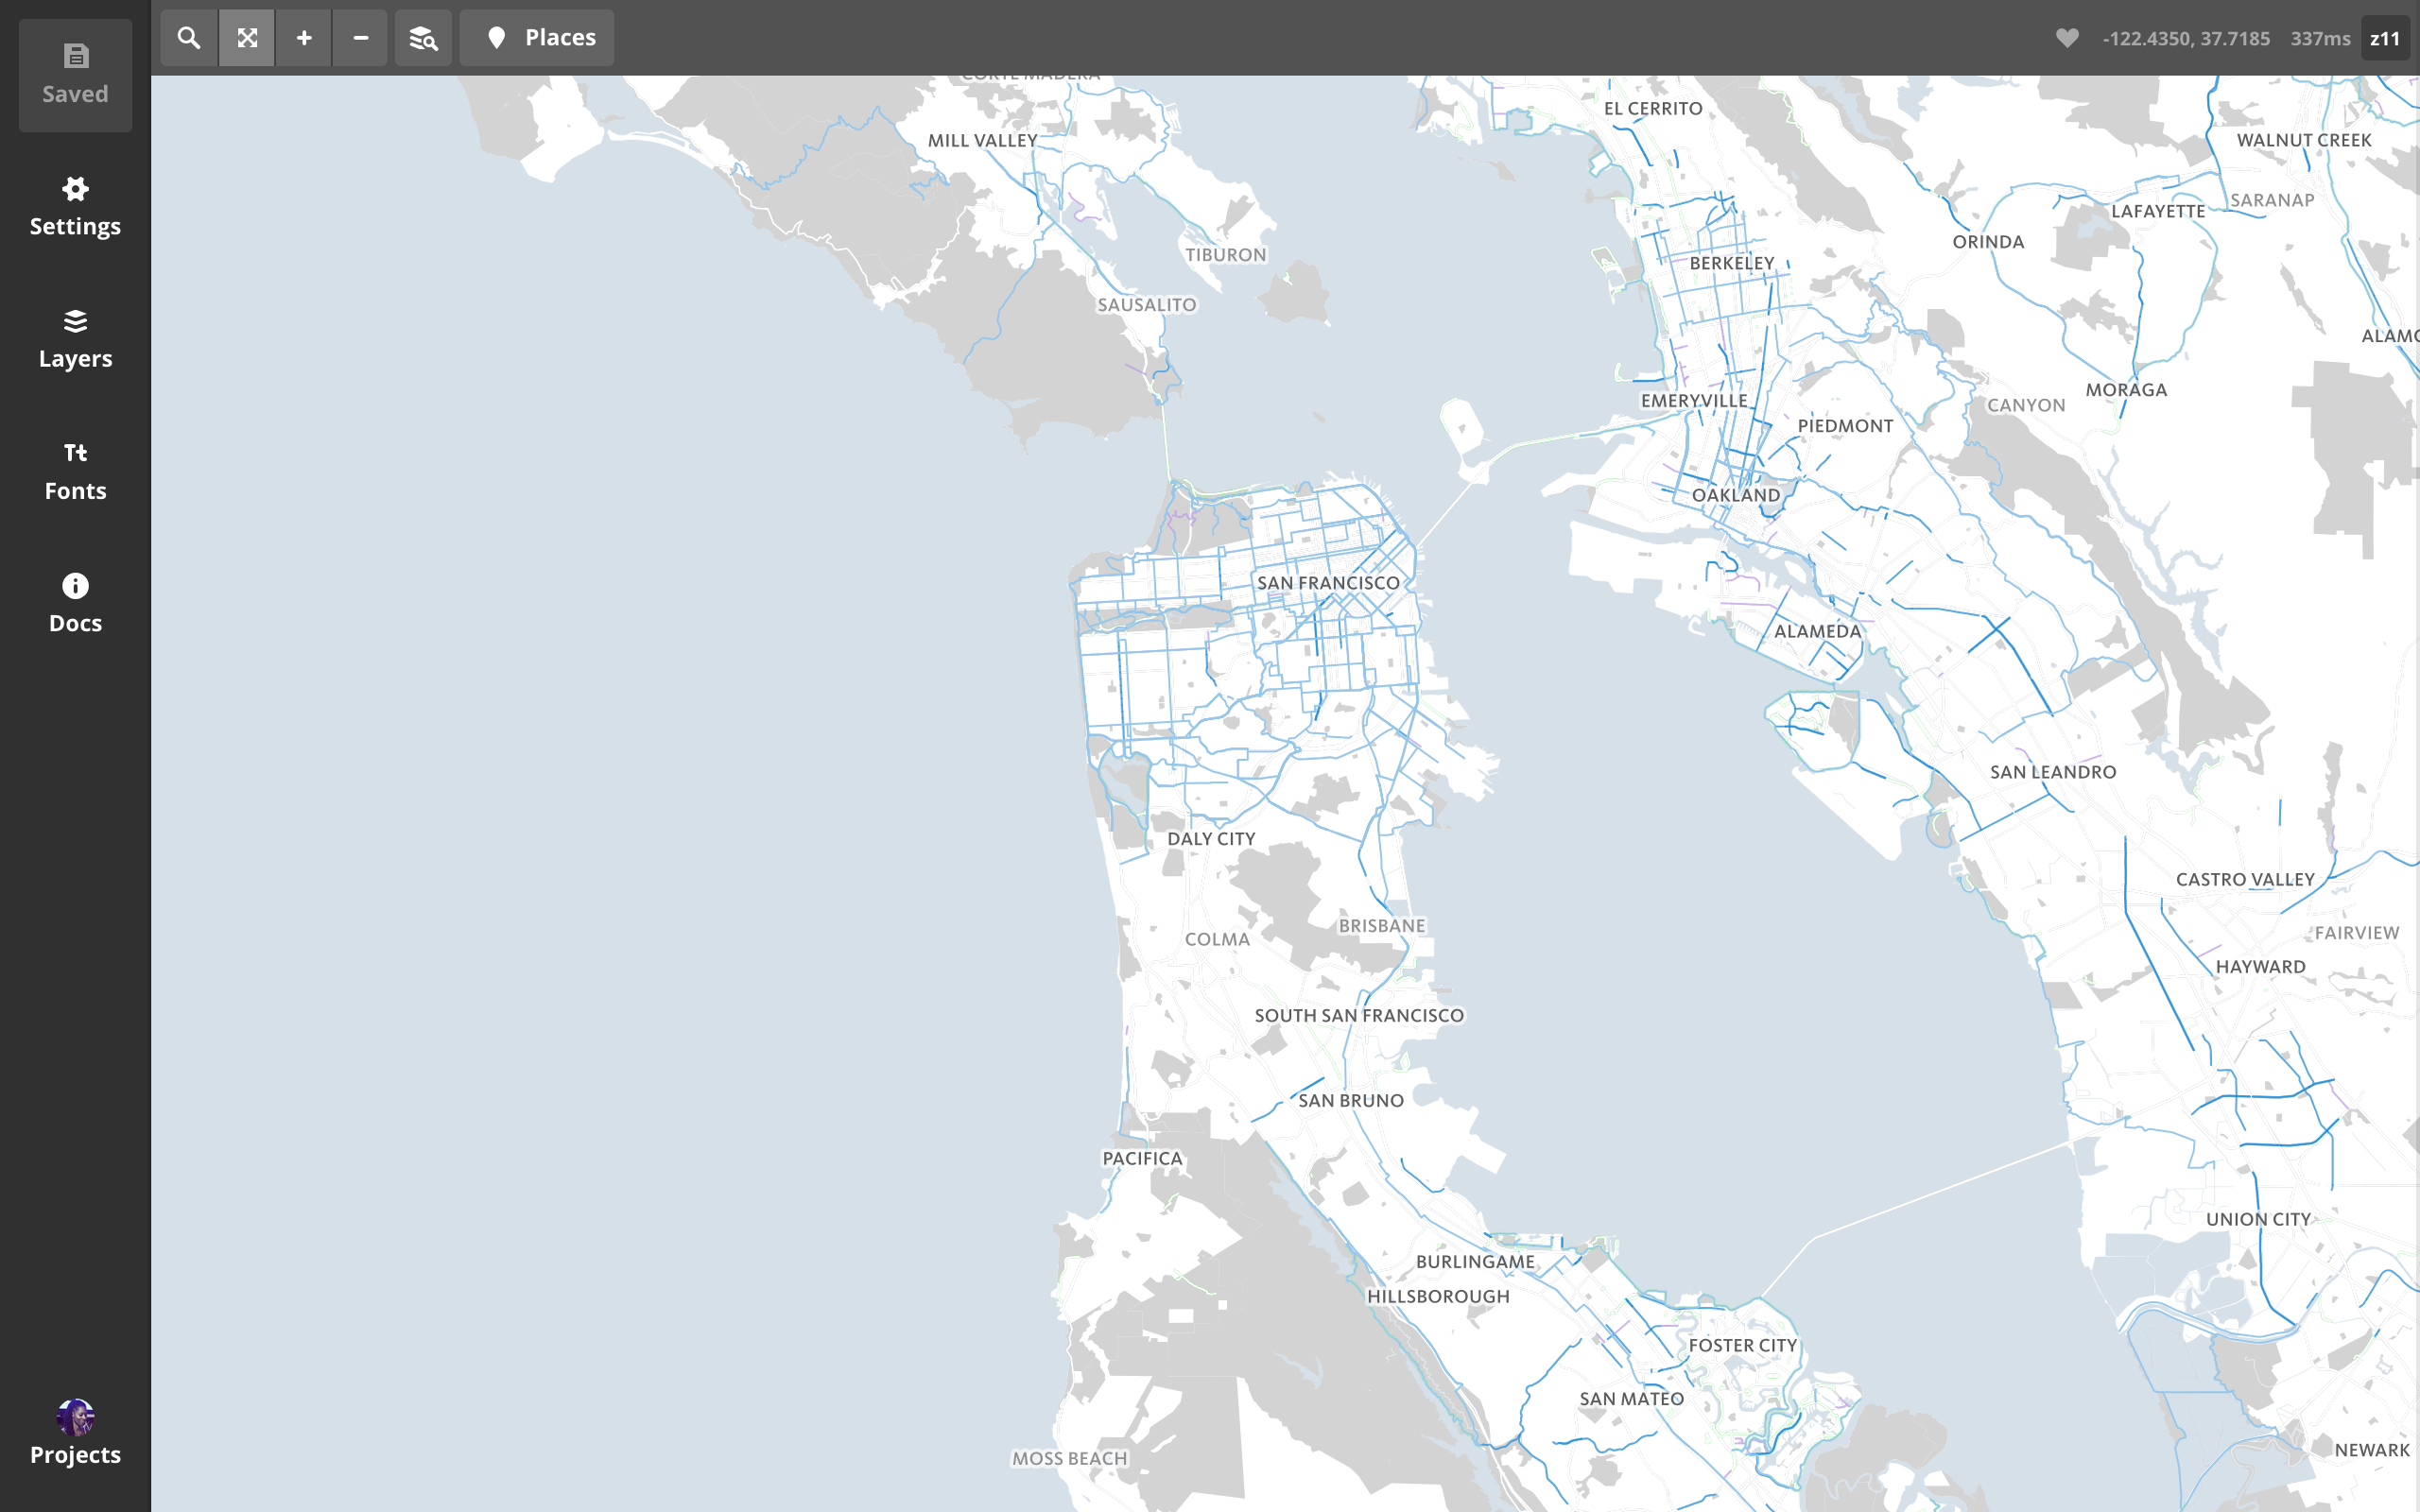 Saved
Settings
Layers
Fonts
Docs
Projects
Places
-122.4350, 37.7185
337ms
z11
CORTE MADERA
EL CERRITO
MILL VALLEY
WALNUT CREEK
SARANAP
LAFAYETTE
ORINDA
TIBURON
BERKELEY
SAUSALITO
MORAGA
EMERYVILLE
CANYON
PIEDMONT
OAKLAND
SAN FRANCISCO
ALAMEDA
SAN LEANDRO
DALY CITY
CASTRO VALLEY
BRISBANE
FAIRVIEW
COLMA
HAYWARD
SOUTH SAN FRANCISCO
SAN BRUNO
PACIFICA
UNION CITY
BURLINGAME
HILLSBOROUGH
FOSTER CITY
SAN MATEO
NEWARK
MOSS BEACH